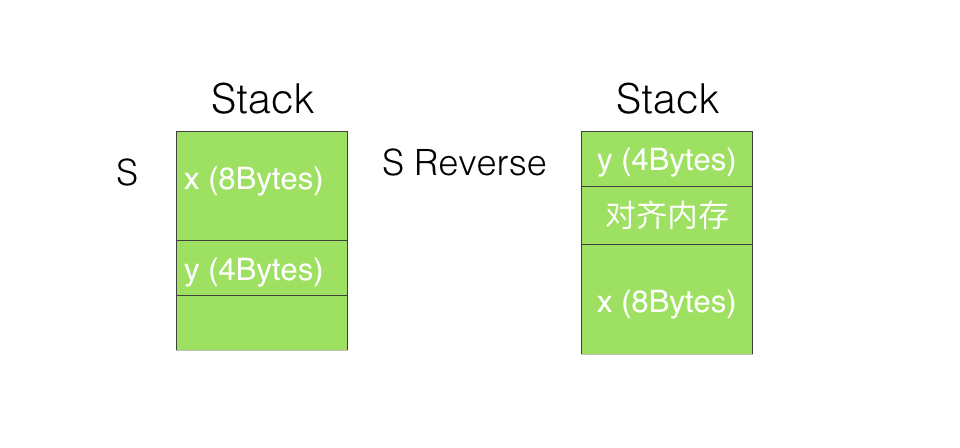 Stack
S
x (8Bytes)
y (4Bytes)
Stack
S Reverse
y (4Bytes)
对齐内存
x (8Bytes)